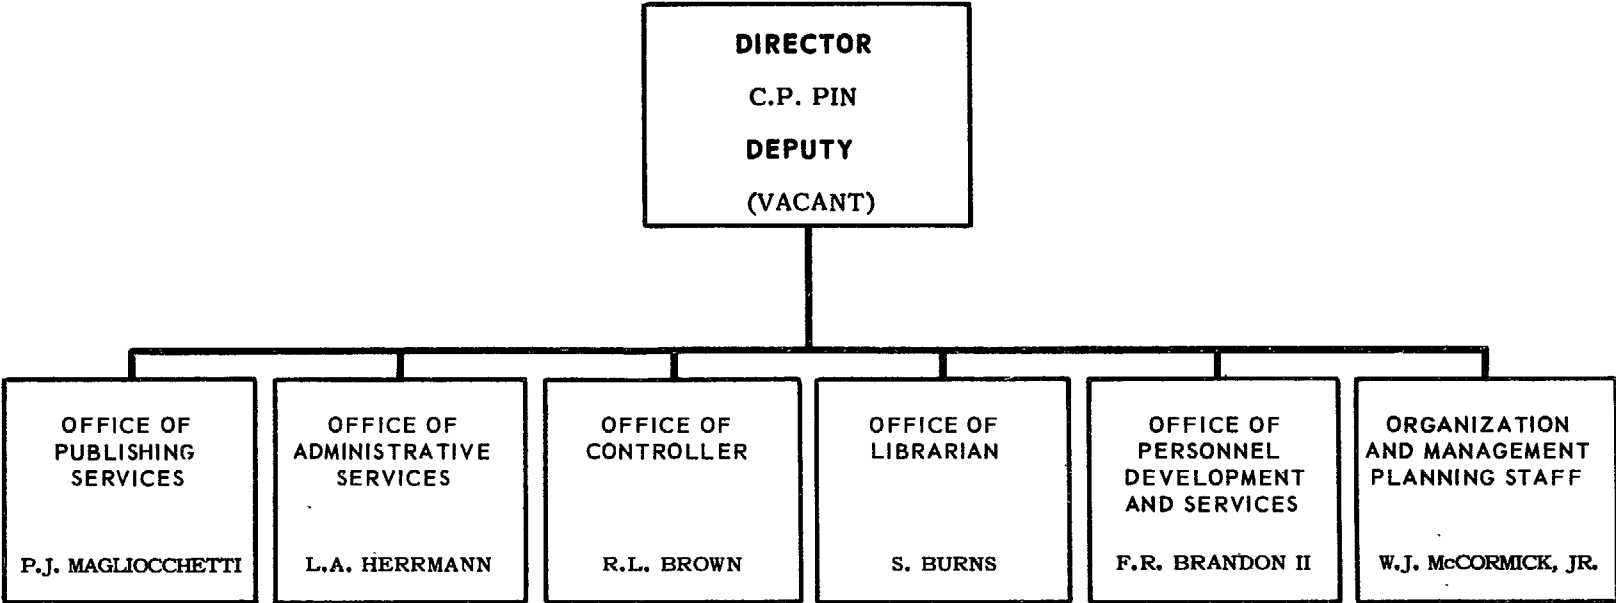 DIRECTOR
C.P. PIN
DEPUTY
(VACANT)
OFFICE OF
PUBLISHING
SERVICES
P.J. MAGLIOCCHETTI
OFFICE OF
ADMINISTRATIVE
SERVICES
L.A. HERRMANN
OFFICE OF
CONTROLLER
R.L. BROWN
OFFICE OF
LIBRARIAN
S. BURNS
OFFICE OF
PERSONNEL
DEVELOPMENT
AND SERVICES
F.R. BRANDON II
ORGANIZATION
AND MANAGEMENT
PLANNING STAFF
W.J. McCORMICK, JR.